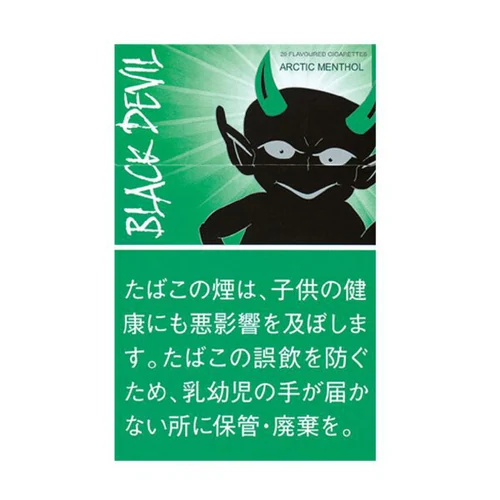 20 FLAVOURED CIGARETTES
ARCTIC MENTHOL
BLACK DEVIL
たばこの煙は、子供の健
康にも悪影響を及ぼしま
す。たばこの誤飲を防ぐ
ため、乳幼児の手が届か
ない所に保管・廃棄を。